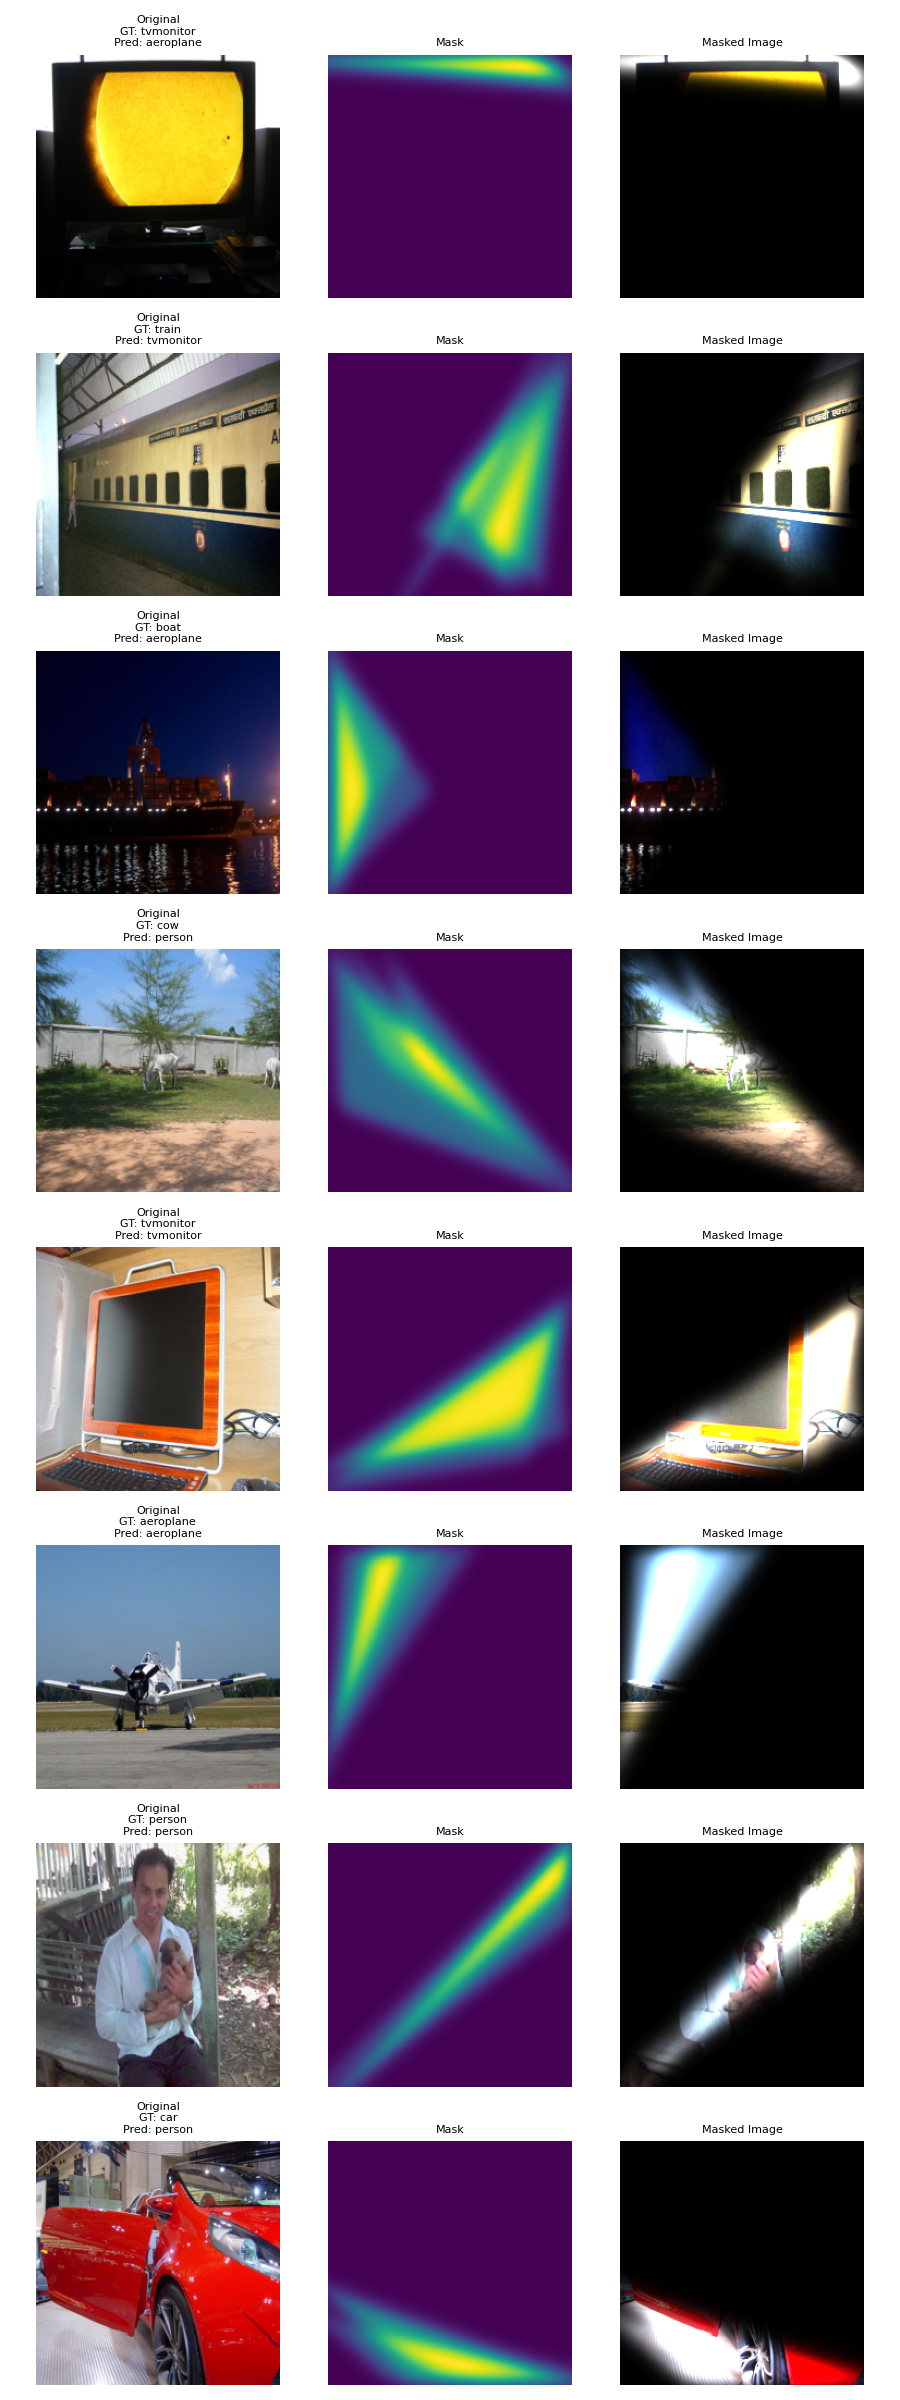 Original
GT: tvmonitor
Pred: aeroplane
Mask
Masked Image
Original
GT: train
Pred: tvmonitor
Mask
Masked Image
Original
GT: boat
Pred: aeroplane
Mask
Masked Image
Original
GT: cow
Pred: person
Mask
Masked Image
Original
GT: tvmonitor
Pred: tvmonitor
Mask
Masked Image
Original
GT: aeroplane
Pred: aeroplane
Mask
Masked Image
Original
GT: person
Pred: person
Mask
Masked Image
Original
GT: car
Pred: person
Mask
Masked Image